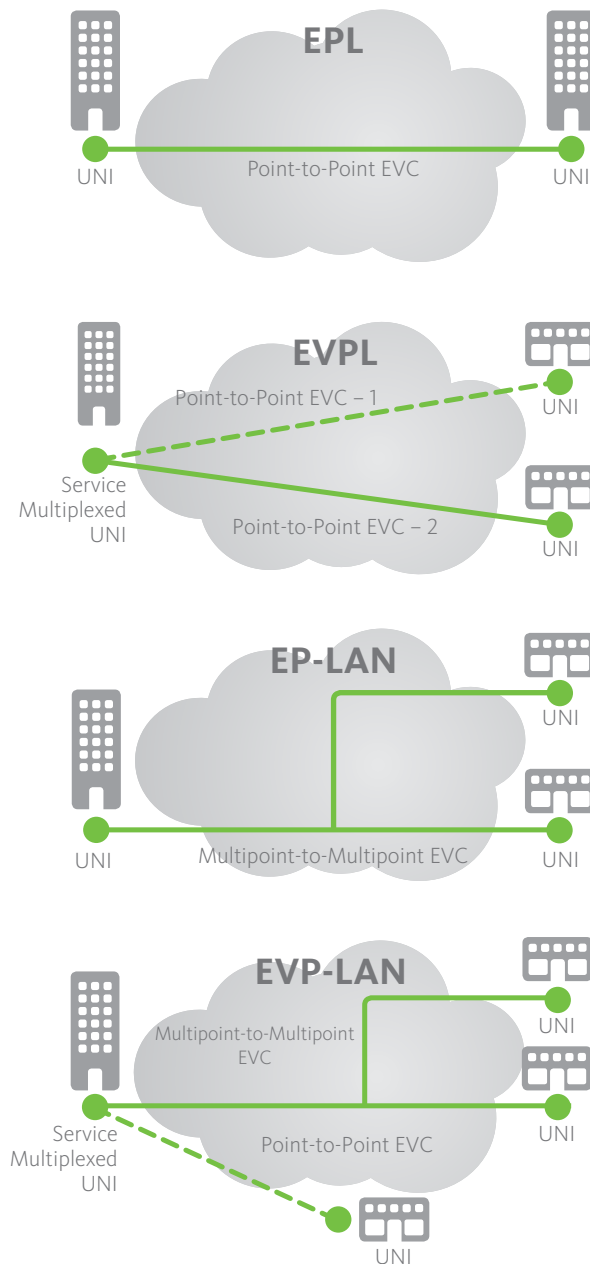 EPL
Point-to-Point EVC
UNI
UNI
EVPL
Point-to-Point EVC – 1
UNI
Service
Multiplexed
UNI
Point-to-Point EVC – 2
UNI
EP-LAN
UNI
Multipoint-to-Multipoint EVC
UNI
UNI
EVP-LAN
Multipoint-to-Multipoint
EVC
UNI
Service
Multiplexed
UNI
Point-to-Point EVC
UNI
UNI